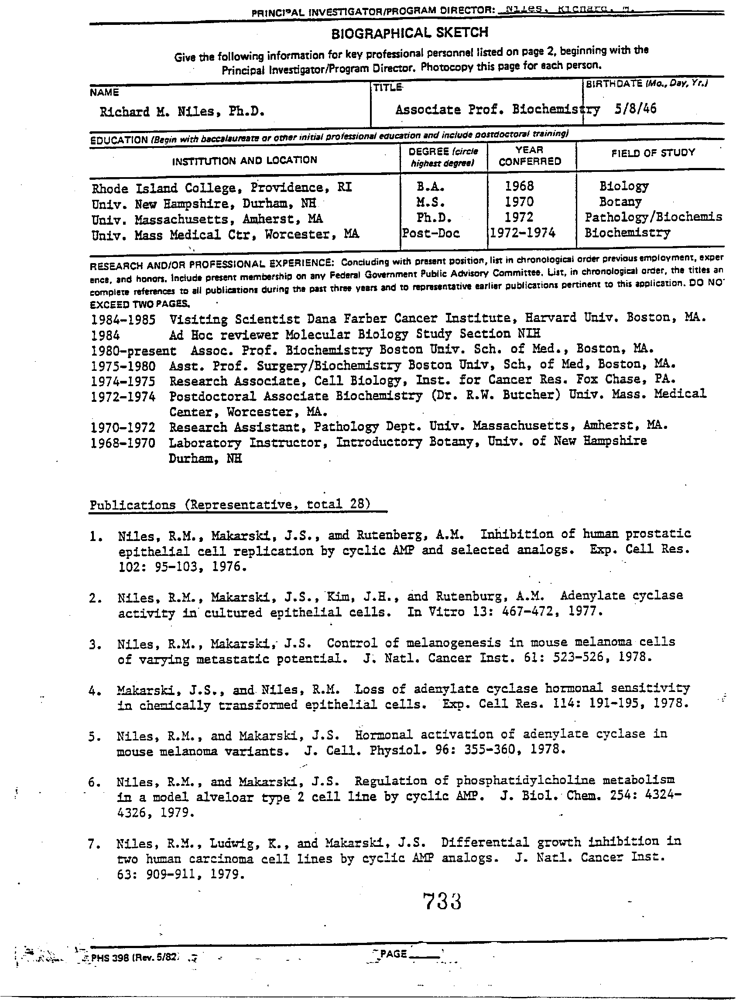 PRINCIPAL INVESTIGATOR/PROGRAM DIRECTOR: Niles, Richard, M.
BIOGRAPHICAL SKETCH
Give the following information for key professional personnel listed on page 2, beginning with the
Principal Investigator/Program Director. Photocopy this page for each person.
NAME TITLE BIRTHDATE (Mo., Day, Yr.)
Richard M. Niles, Ph.D. Associate Prof. Biochemistry 5/8/46
EDUCATION (Begin with baccalaureate or other initial professional education and include postdoctoral training)
INSTITUTION AND LOCATION DEGREE (circle highest degree) YEAR CONFERRED FIELD OF STUDY
Rhode Island College, Providence, RI B.A. 1968 Biology
Univ. New Hampshire, Durham, NH M.S. 1970 Botany
Univ. Massachusetts, Amherst, MA Ph.D. 1972 Pathology/Biochemis
Univ. Mass Medical Ctr, Worcester, MA Post-Doc 1972-1974 Biochemistry
RESEARCH AND/OR PROFESSIONAL EXPERIENCE: Concluding with present position, list in chronological order previous employment, exper
ence, and honors. Include present membership on any Federal Government Public Advisory Committee. List, in chronological order, the titles an
complete references to all publications during the past three years and to representative earlier publications pertinent to this application. DO NO
EXCEED TWO PAGES.
1984-1985 Visiting Scientist Dana Farber Cancer Institute, Harvard Univ. Boston, MA.
1984 Ad Hoc reviewer Molecular Biology Study Section NIH
1980-present Assoc. Prof. Biochemistry Boston Univ. Sch. of Med., Boston, MA.
1975-1980 Asst. Prof. Surgery/Biochemistry Boston Univ, Sch, of Med, Boston, MA.
1974-1975 Research Associate, Cell Biology, Inst. for Cancer Res. Fox Chase, PA.
1972-1974 Postdoctoral Associate Biochemistry (Dr. R.W. Butcher) Univ. Mass. Medical
Center, Worcester, MA.
1970-1972 Research Assistant, Pathology Dept. Univ. Massachusetts, Amherst, MA.
1968-1970 Laboratory Instructor, Introductory Botany, Univ. of New Hampshire
Durham, NH
Publications (Representative, total 28)
1. Niles, R.M., Makarski, J.S., amd Rutenberg, A.M. Inhibition of human prostatic
epithelial cell replication by cyclic AMP and selected analogs. Exp. Cell Res.
102: 95-103, 1976.
2. Niles, R.M., Makarski, J.S., Kim, J.H., and Rutenburg, A.M. Adenylate cyclase
activity in cultured epithelial cells. In Vitro 13: 467-472, 1977.
3. Niles, R.M., Makarski, J.S. Control of melanogenesis in mouse melanoma cells
of varying metastatic potential. J. Natl. Cancer Inst. 61: 523-526, 1978.
4. Makarski, J.S., and Niles, R.M. Loss of adenylate cyclase hormonal sensitivity
in chemically transformed epithelial cells. Exp. Cell Res. 114: 191-195, 1978.
5. Niles, R.M., and Makarski, J.S. Hormonal activation of adenylate cyclase in
mouse melanoma variants. J. Cell. Physiol. 96: 355-360, 1978.
6. Niles, R.M., and Makarski, J.S. Regulation of phosphatidylcholine metabolism
in a model alveloar type 2 cell line by cyclic AMP. J. Biol. Chem. 254: 4324-
4326, 1979.
7. Niles, R.M., Ludwig, K., and Makarski, J.S. Differential growth inhibition in
two human carcinoma cell lines by cyclic AMP analogs. J. Natl. Cancer Inst.
63: 909-911, 1979.
733
PHS 398 (Rev. 5/82) PAGE